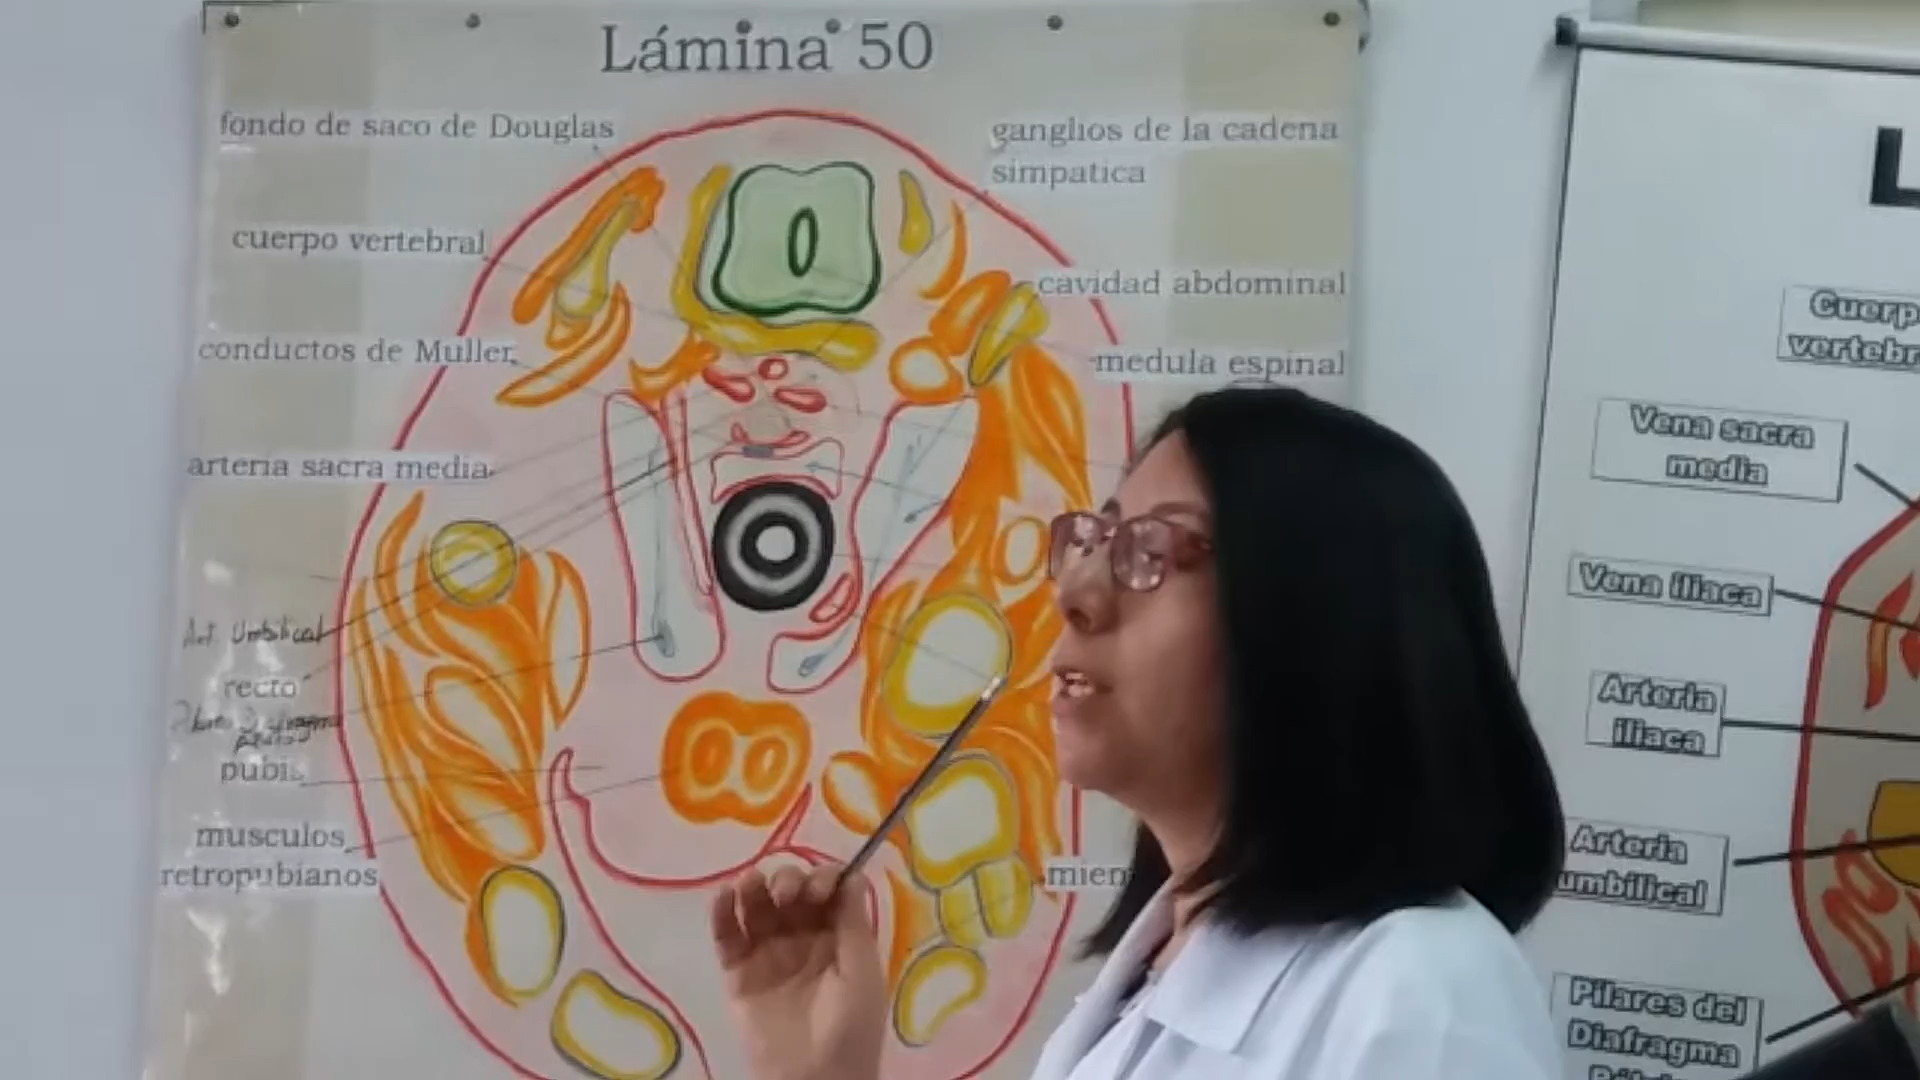 Lámina 50
fondo de saco de Douglas
ganglios de la cadena
simpatica
cuerpo vertebral
cavidad abdominal
conductos de Muller
medula espinal
arteria sacra media
Art. Umbilical
recto
pubis
musculos
retropubianos
mien
L
Cuerp
vertebr
Vena sacra
media
Vena iliaca
Arteria
iliaca
Arteria
umbilical
Pilares del
Diafragma